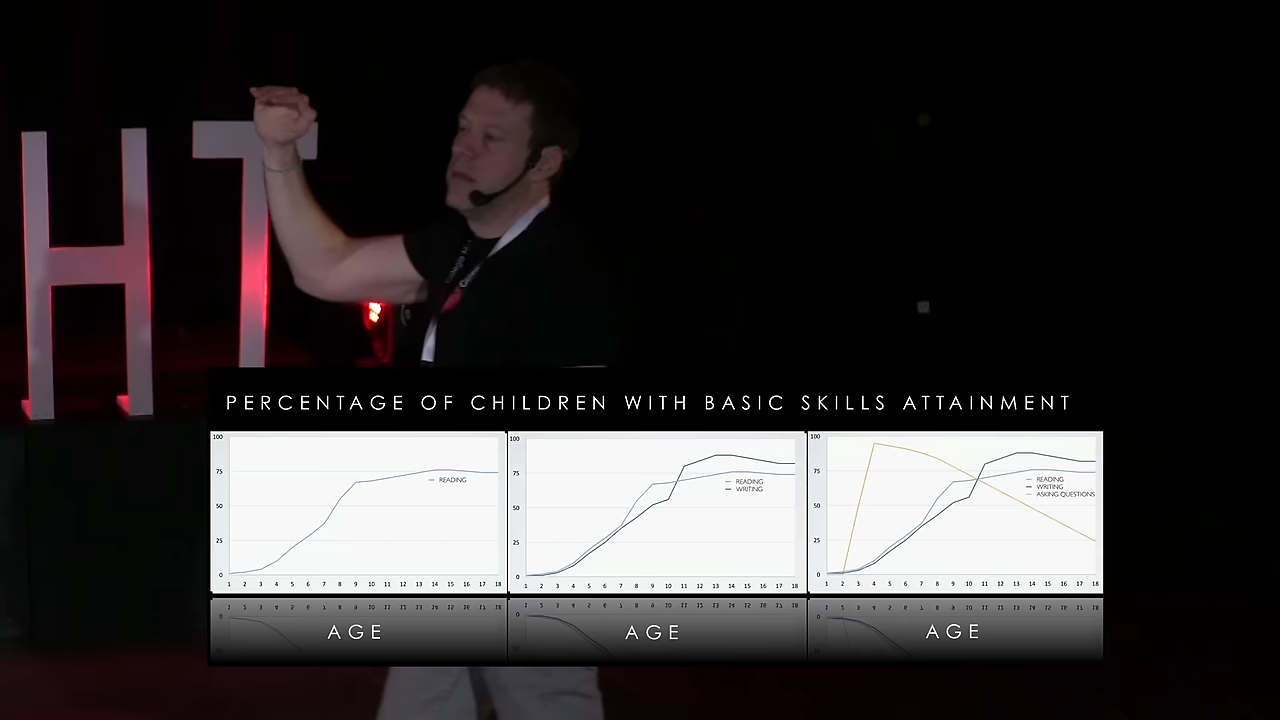 HT
PERCENTAGE OF CHILDREN WITH BASIC SKILLS ATTAINMENT
100
75
50
25
0
READING
1 2 3 4 5 6 7 8 9 10 11 12 13 14 15 16 17 18
AGE
100
75
50
25
0
READING
WRITING
1 2 3 4 5 6 7 8 9 10 11 12 13 14 15 16 17 18
AGE
100
75
50
25
0
READING
WRITING
ASKING QUESTIONS
1 2 3 4 5 6 7 8 9 10 11 12 13 14 15 16 17 18
AGE